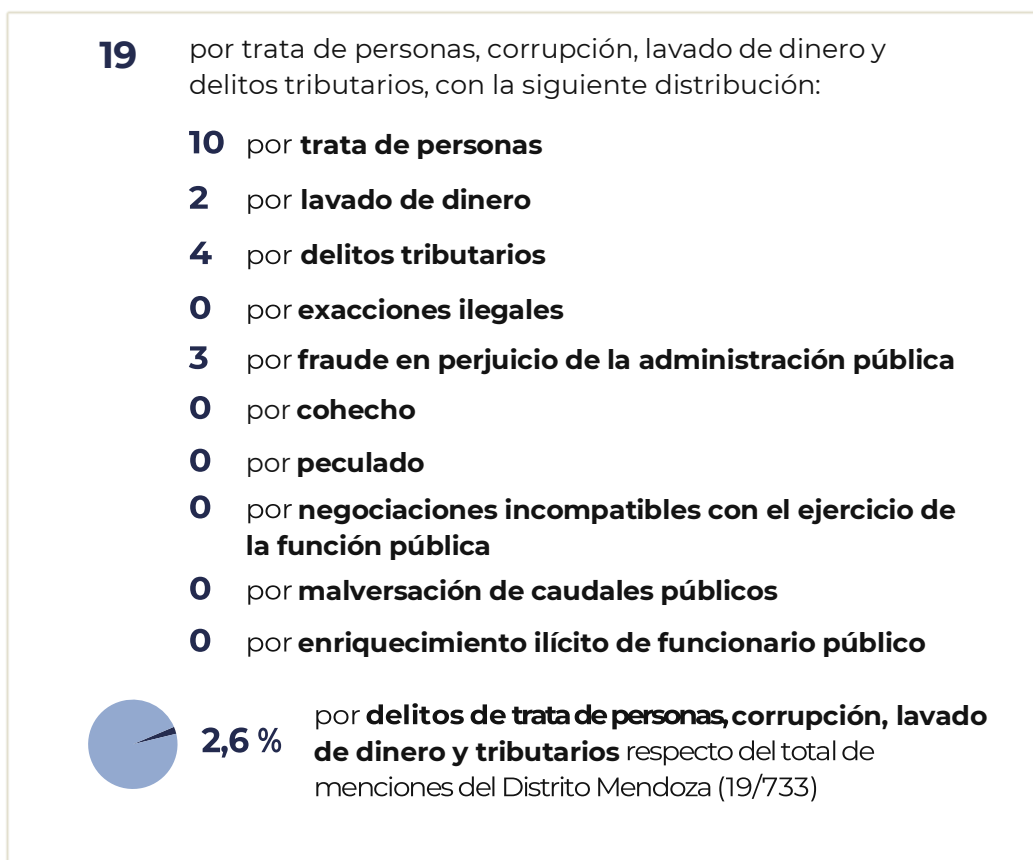 19 por trata de personas, corrupción, lavado de dinero y
delitos tributarios, con la siguiente distribución:
10 por trata de personas
2 por lavado de dinero
4 por delitos tributarios
0 por exacciones ilegales
3 por fraude en perjuicio de la administración pública
0 por cohecho
0 por peculado
0 por negociaciones incompatibles con el ejercicio de
la función pública
0 por malversación de caudales públicos
0 por enriquecimiento ilícito de funcionario público
2,6 %
por delitos de trata de personas, corrupción, lavado
de dinero y tributarios respecto del total de
menciones del Distrito Mendoza (19/733)